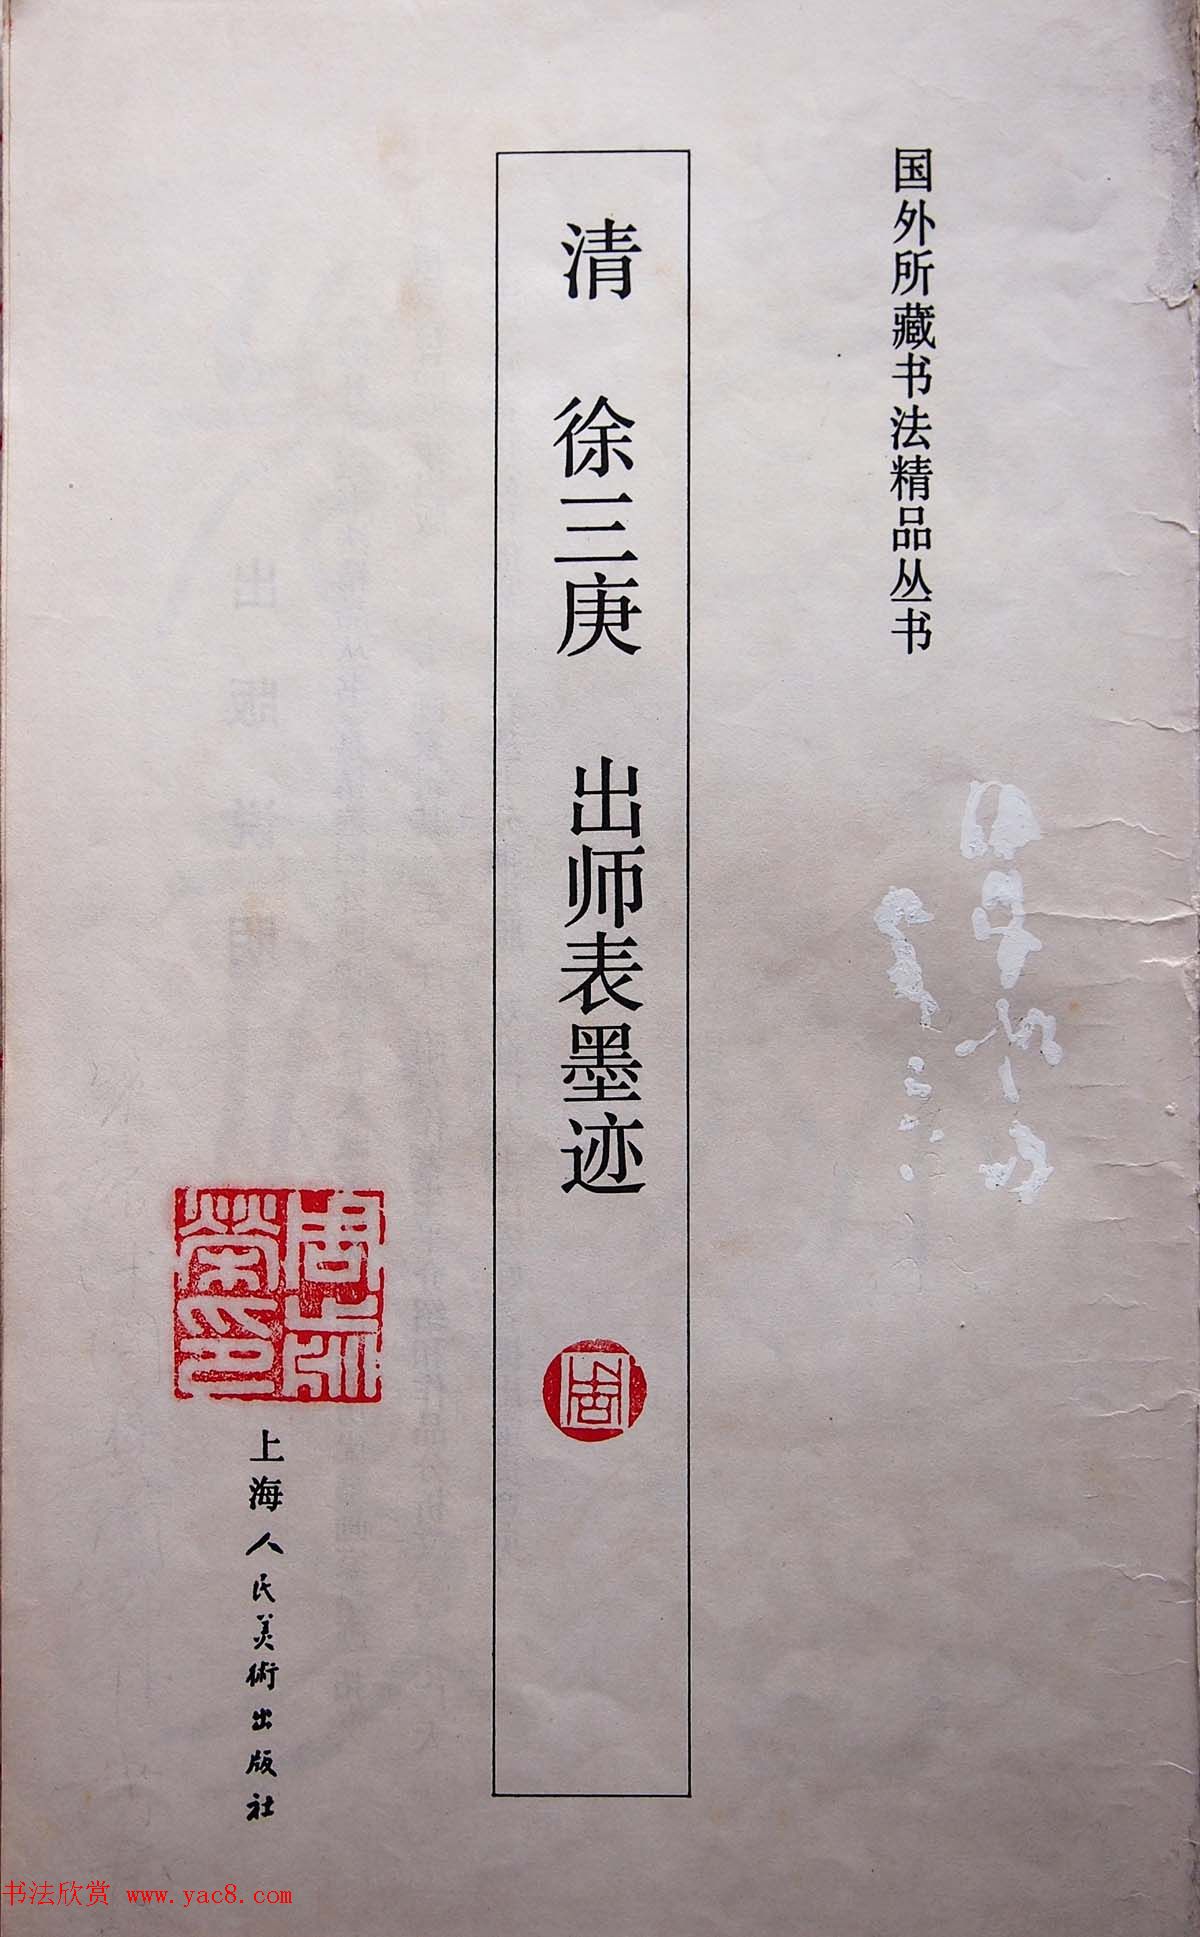 国外所藏书法精品丛书
清 徐三庚 出师表墨迹
上海人民美術出版社
书法欣赏 www.yac8.com